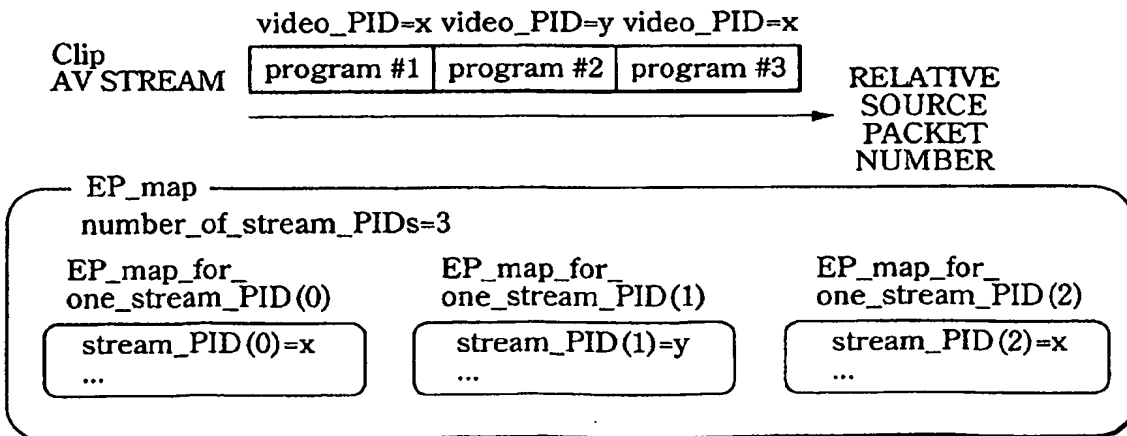 video_PID=x video_PID=y video_PID=x
Clip
AV STREAM
program #1 program #2 program #3
RELATIVE
SOURCE
PACKET
NUMBER
EP_map
number_of_stream_PIDs=3
EP_map_for_
one_stream_PID(0)
stream_PID(0)=x
...
EP_map_for_
one_stream_PID(1)
stream_PID(1)=y
...
EP_map_for_
one_stream_PID(2)
stream_PID(2)=x
...